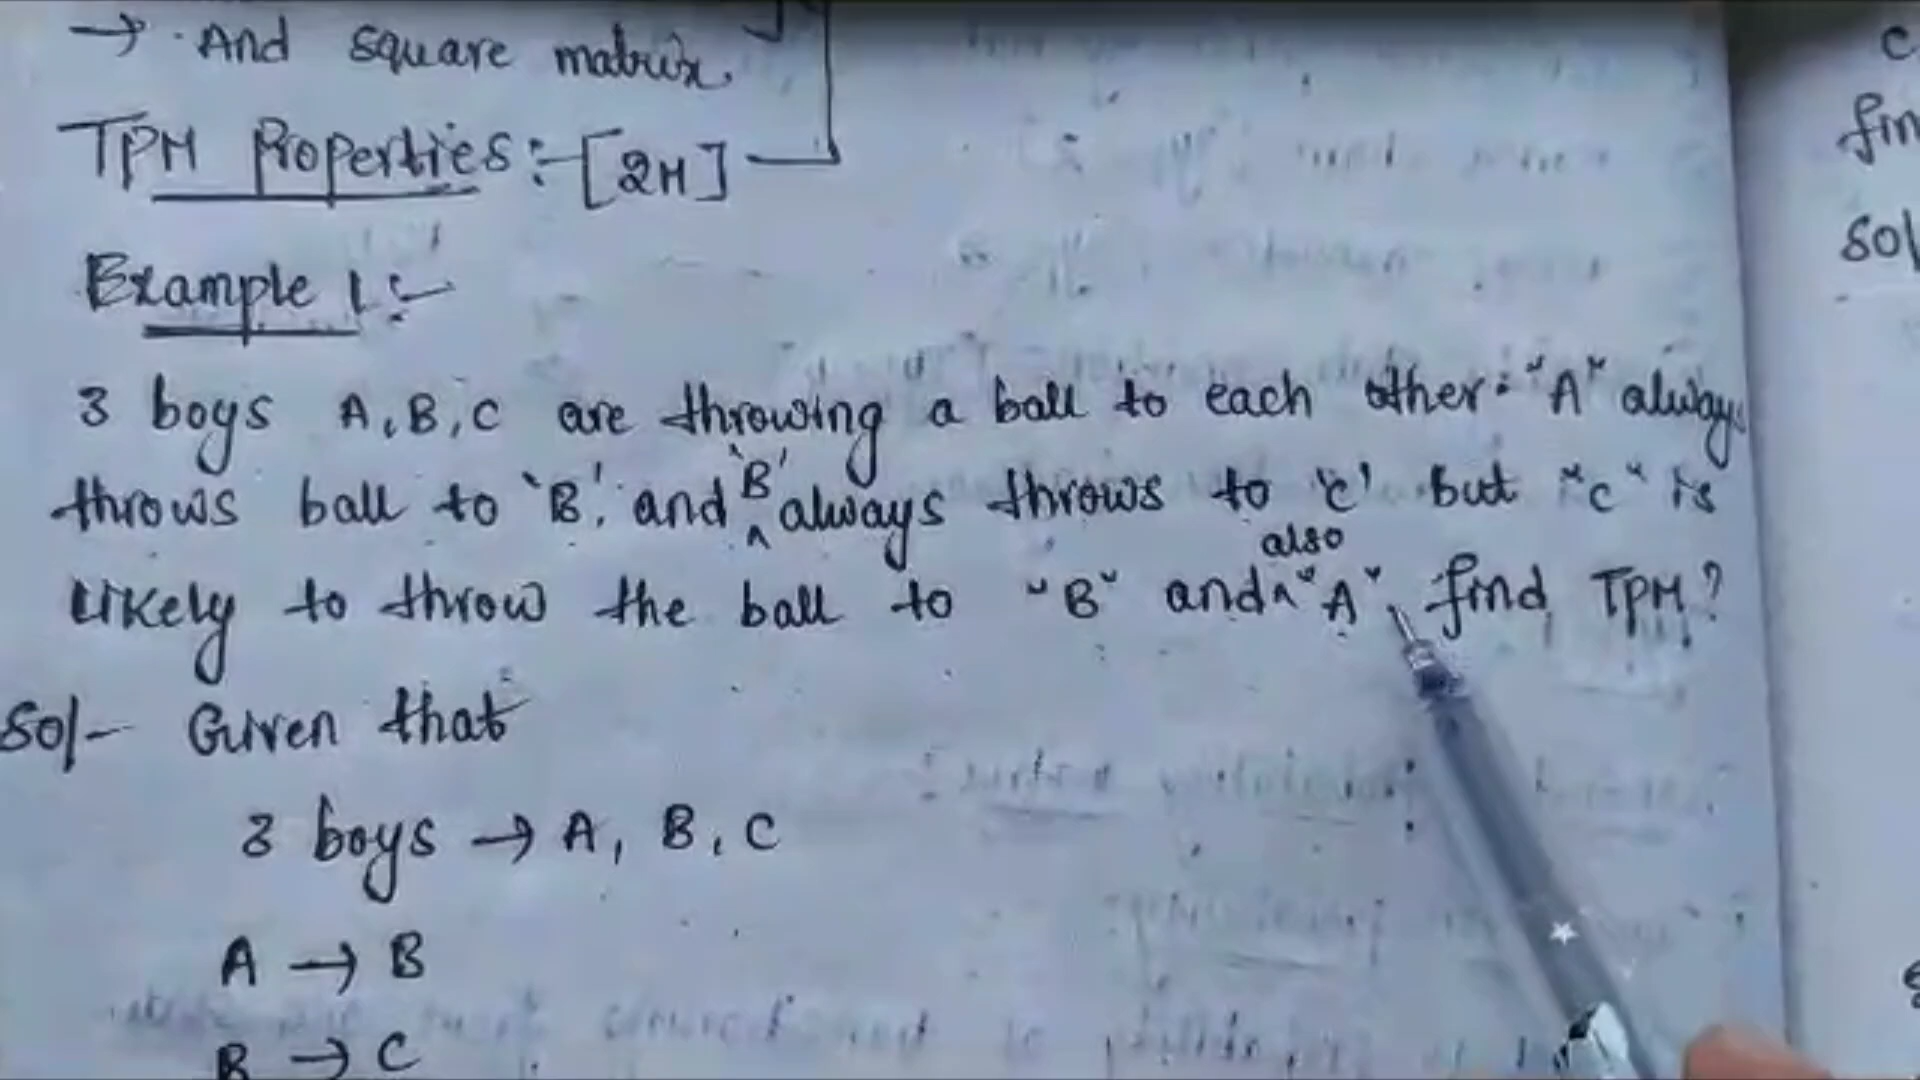 → And square matrix.
TPM Properties:- [2M]
Example 1:-
3 boys A, B, C are throwing a ball to each other. "A" always
throws ball to 'B'. and 'B' always throws to 'C' but "C" is
likely to throw the ball to "B" and also "A". find TPM?
Sol- Given that
3 boys → A, B, C
A → B
B → C
C
fin
Sol